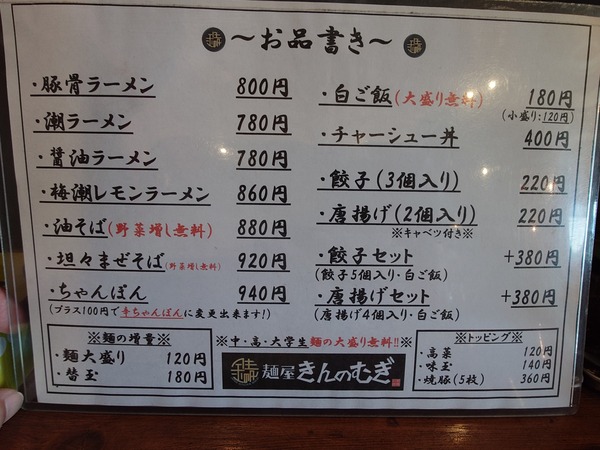 ～お品書き～
・豚骨ラーメン 800円
・潮ラーメン 780円
・醤油ラーメン 780円
・梅潮レモンラーメン 860円
・油そば(野菜増し無料) 880円
・坦々まぜそば(野菜増し無料) 920円
・ちゃんぽん 940円
(プラス100円で辛ちゃんぽんに変更出来ます!)
※麺の増量※
・麺大盛り 120円
・替玉 180円
・白ご飯(大盛り無料) 180円
(小盛り:120円)
・チャーシュー丼 400円
・餃子(3個入り) 220円
・唐揚げ(2個入り) 220円
※キャベツ付き※
・餃子セット +380円
(餃子5個入り・白ご飯)
・唐揚げセット +380円
(唐揚げ4個入り・白ご飯)
※中・高・大学生麺の大盛り無料!!※
麺屋 きんのむぎ
※トッピング※
・高菜 120円
・味玉 140円
・焼豚(5枚) 360円